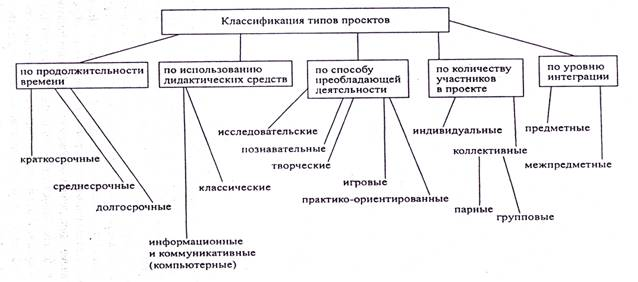 Классификация типов проектов
по продолжительности
времени
по использованию
дидактических средств
по способу
преобладающей
деятельности
по количеству
участников
в проекте
по уровню
интеграции
краткосрочные
среднесрочные
долгосрочные
классические
информационные
и коммуникативные
(компьютерные)
исследовательские
познавательные
творческие
игровые
практико-ориентированные
индивидуальные
коллективные
парные
групповые
предметные
межпредметные